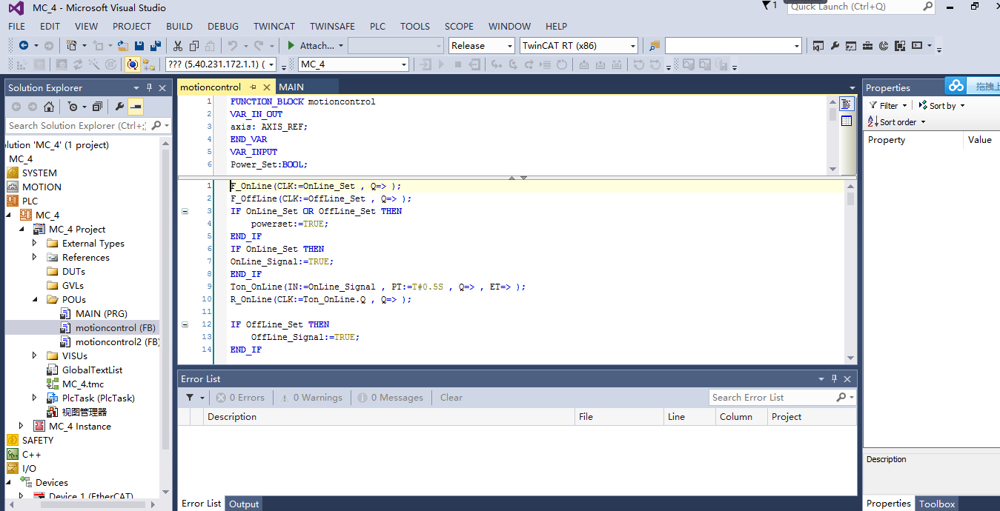 MC_4 - Microsoft Visual Studio
1
Quick Launch (Ctrl+Q)
FILE EDIT VIEW PROJECT BUILD DEBUG TWINCAT TWINSAFE PLC TOOLS SCOPE WINDOW HELP
Attach... Release TwinCAT RT (x86)
??? (5.40.231.172.1.1) ( MC_4
Solution Explorer
Search Solution Explorer (Ctrl+;)
olution 'MC_4' (1 project)
MC_4
SYSTEM
MOTION
PLC
MC_4
MC_4 Project
External Types
References
DUTs
GVLs
POUs
MAIN (PRG)
motioncontrol (FB)
motioncontrol2 (FB)
VISUs
GlobalTextList
MC_4.tmc
PlcTask (PlcTask)
视图管理器
MC_4 Instance
SAFETY
C++
I/O
Devices
Device 1 (EtherCAT)
motioncontrol MAIN
1 FUNCTION_BLOCK motioncontrol
2 VAR_IN_OUT
3 axis: AXIS_REF;
4 END_VAR
5 VAR_INPUT
6 Power_Set:BOOL;
1 F_OnLine(CLK:=OnLine_Set , Q=> );
2 F_OffLine(CLK:=OffLine_Set , Q=> );
3 IF OnLine_Set OR OffLine_Set THEN
4 powerset:=TRUE;
5 END_IF
6 IF OnLine_Set THEN
7 OnLine_Signal:=TRUE;
8 END_IF
9 Ton_OnLine(IN:=OnLine_Signal , PT:=T#0.5S , Q=> , ET=> );
10 R_OnLine(CLK:=Ton_OnLine.Q , Q=> );
11
12 IF OffLine_Set THEN
13 OffLine_Signal:=TRUE;
14 END_IF
Error List
0 Errors 0 Warnings 0 Messages Clear Search Error List
Description File Line Column Project
Error List Output
Properties
拖拽上
Filter Sort by
Sort order
Property Value
Description
Properties Toolbox